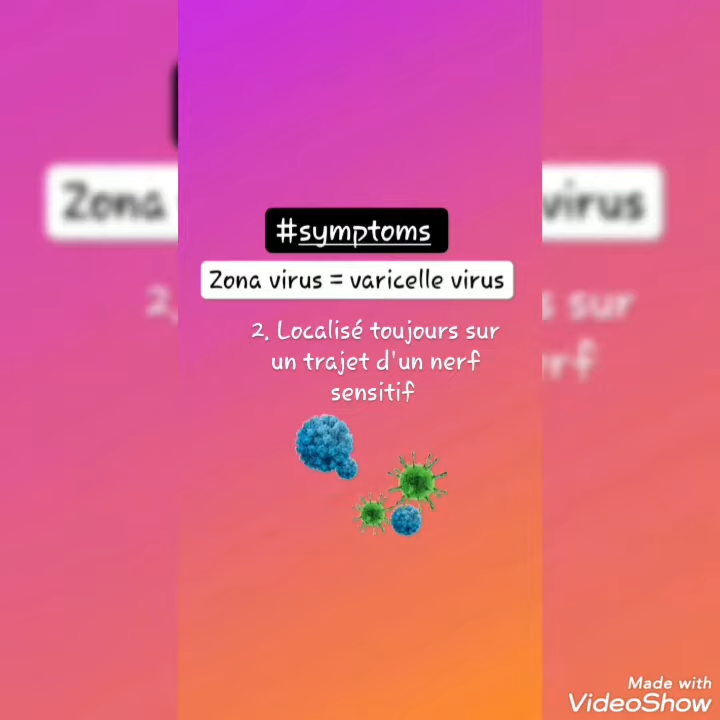 #symptoms
Zona virus = varicelle virus
2. Localisé toujours sur
un trajet d'un nerf
sensitif
Made with
VideoShow